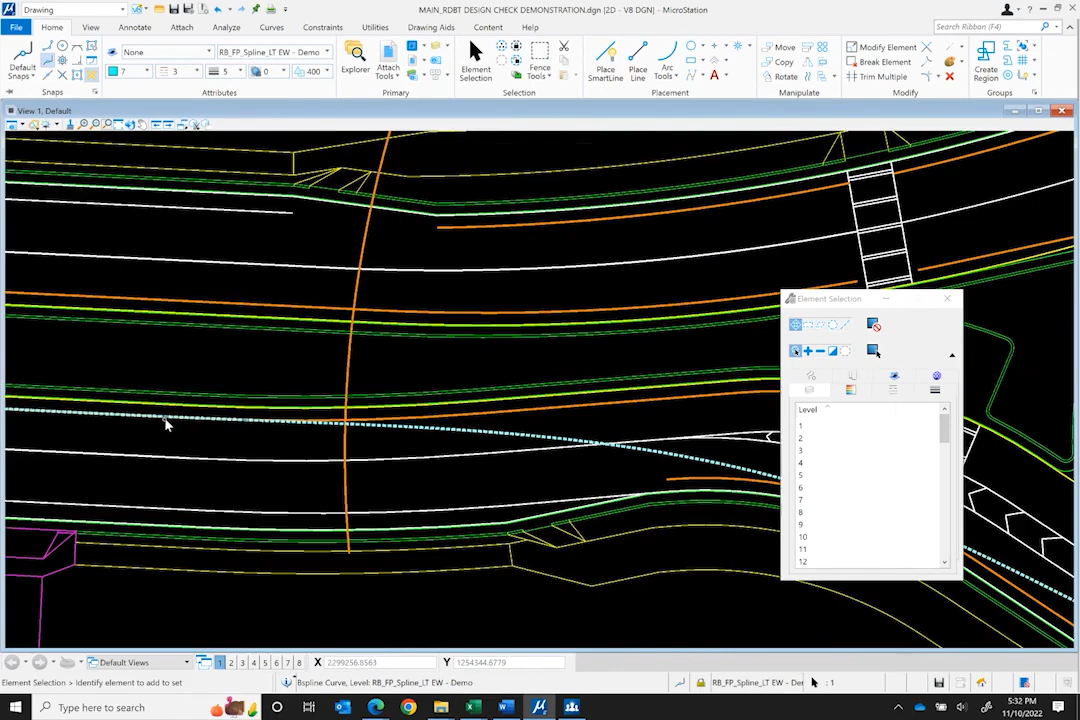 Drawing
MAIN_RDBT DESIGN CHECK DEMONSTRATION.dgn [2D - V8 DGN] - MicroStation
File
Home
View
Annotate
Attach
Analyze
Curves
Constraints
Utilities
Drawing Aids
Content
Help
Search Ribbon (F4)
Default Snaps
Snaps
None
RB_FP_Spline_LT EW - Demo
7
3
5
0
400
Attributes
Explorer
Attach Tools
Primary
Element Selection
Fence Tools
Selection
Place SmartLine
Place Line
Arc Tools
Placement
Move
Copy
Rotate
Manipulate
Modify Element
Break Element
Trim Multiple
Modify
Create Region
Groups
View 1, Default
Element Selection
Level
1
2
3
4
5
6
7
8
9
10
11
12
Default Views
1 2 3 4 5 6 7 8
X 2299256.8563
Y 1254344.6779
Element Selection > Identify element to add to set
Bspline Curve, Level: RB_FP_Spline_LT EW - Demo
RB_FP_Spline_LT EW - Der
: 1
Type here to search
5:32 PM
11/10/2022